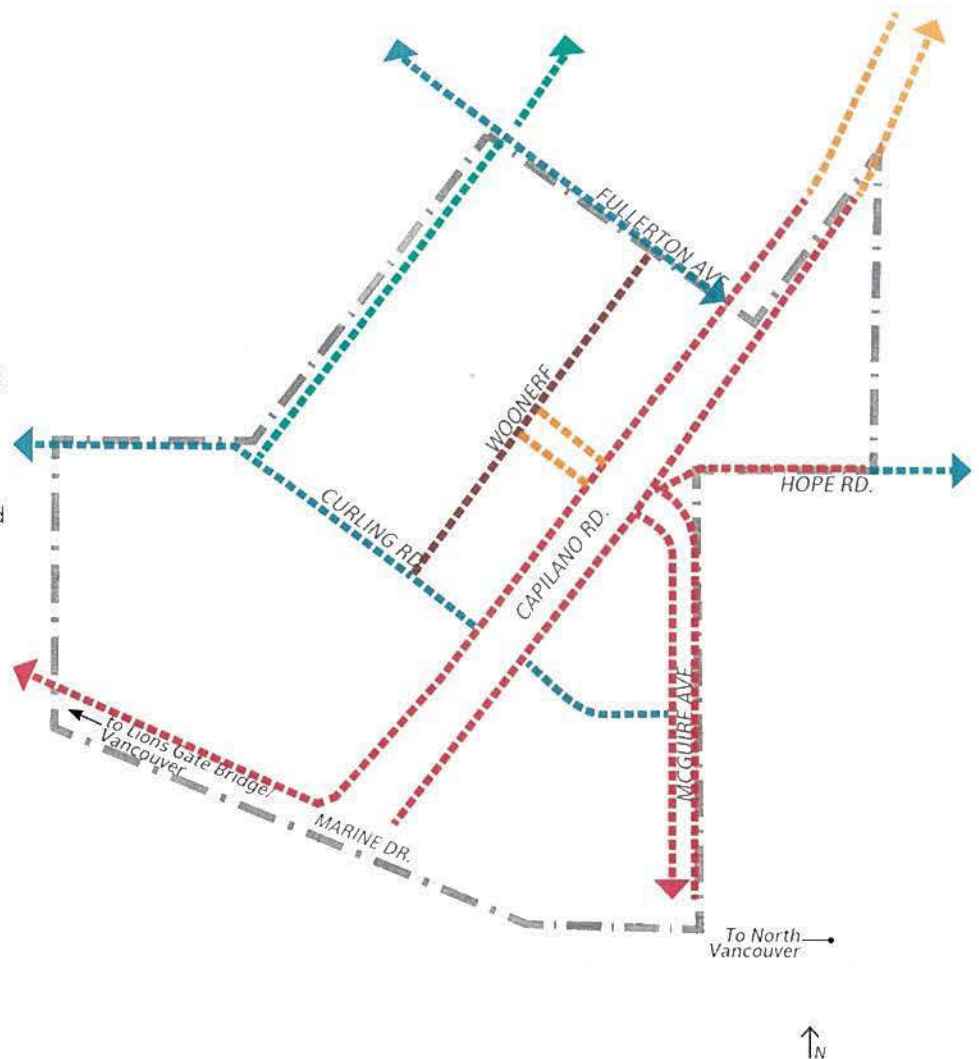 FULLERTON AVE
WOONERF
HOPE RD.
CURLING RD.
CAPILANO RD.
MCGUIRE AVE
to Lions Gate Bridge/
Vancouver
MARINE DR.
To North
Vancouver
N